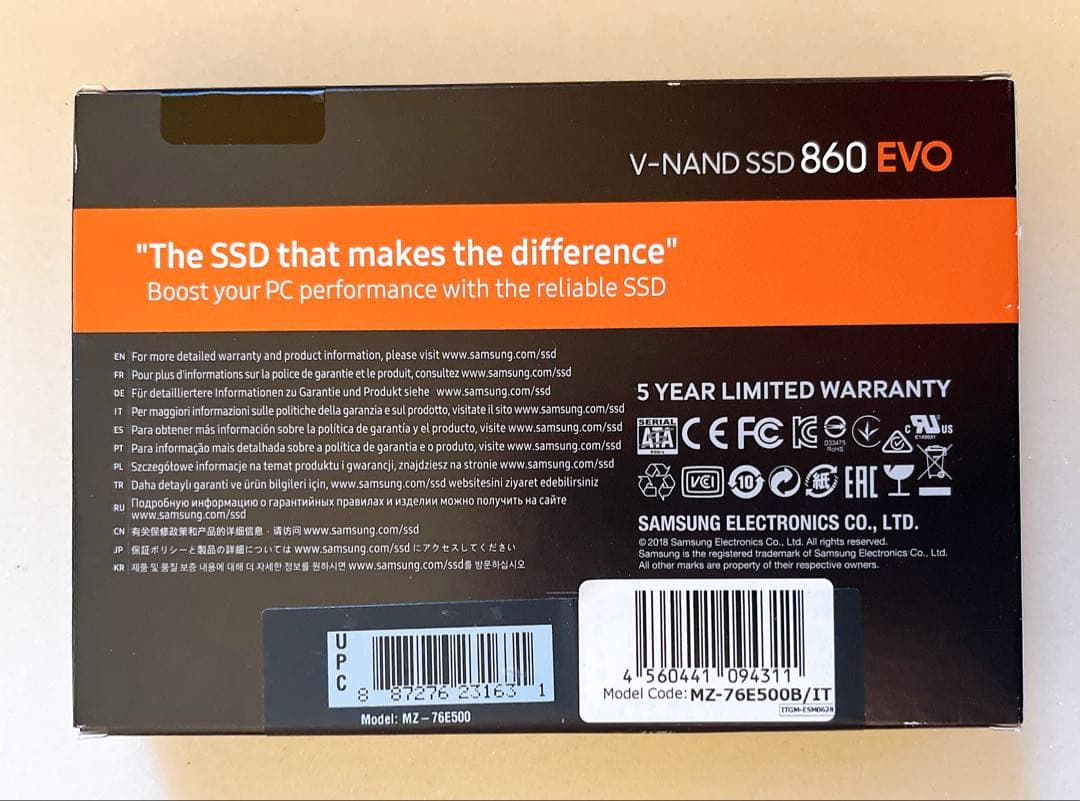 V-NAND SSD 860 EVO
"The SSD that makes the difference"
Boost your PC performance with the reliable SSD
EN For more detailed warranty and product information, please visit www.samsung.com/ssd
FR Pour plus d'informations sur la police de garantie et le produit, consultez www.samsung.com/ssd
DE Für detailliertere Informationen zu Garantie und Produkt siehe www.samsung.com/ssd
IT Per maggiori informazioni sulle politiche della garanzia e sul prodotto, visitate il sito www.samsung.com/ssd
ES Para obtener más información sobre la política de garantía y el producto, visite www.samsung.com/ssd
PT Para informação mais detalhada sobre a política de garantia e o produto, visite www.samsung.com/ssd
PL Szczegółowe informacje na temat produktu i gwarancji, znajdziesz na stronie www.samsung.com/ssd
TR Daha detaylı garanti ve ürün bilgileri için, www.samsung.com/ssd websitesini ziyaret edebilirsiniz
RU Подробную информацию о гарантийных правилах и изделии можно получить на сайте
www.samsung.com/ssd
CN 有关保修政策和产品的详细信息，请访问 www.samsung.com/ssd
JP 保証ポリシーと製品の詳細については www.samsung.com/ssd にアクセスしてください
KR 제품 및 품질 보증 내용에 대해 더 자세한 정보를 원하시면 www.samsung.com/ssd를 방문하십시오
5 YEAR LIMITED WARRANTY
SERIAL ATA CE FC KC D33475 RoHS c RU US E149091
VCI 10 紙 EAC
SAMSUNG ELECTRONICS CO., LTD.
© 2018 Samsung Electronics Co., Ltd. All rights reserved.
Samsung is the registered trademark of Samsung Electronics Co., Ltd.
All other marks are property of their respective owners.
UPC
8 87276 23163 1
Model: MZ-76E500
4 560441 094311
Model Code: MZ-76E500B/IT
ITGM-ESM0628